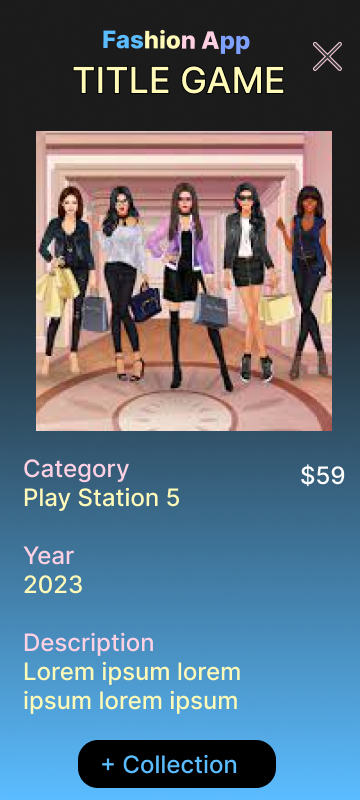 Fashion App
TITLE GAME
Category
$59
Play Station 5
Year
2023
Description
Lorem ipsum lorem
ipsum lorem ipsum
+ Collection